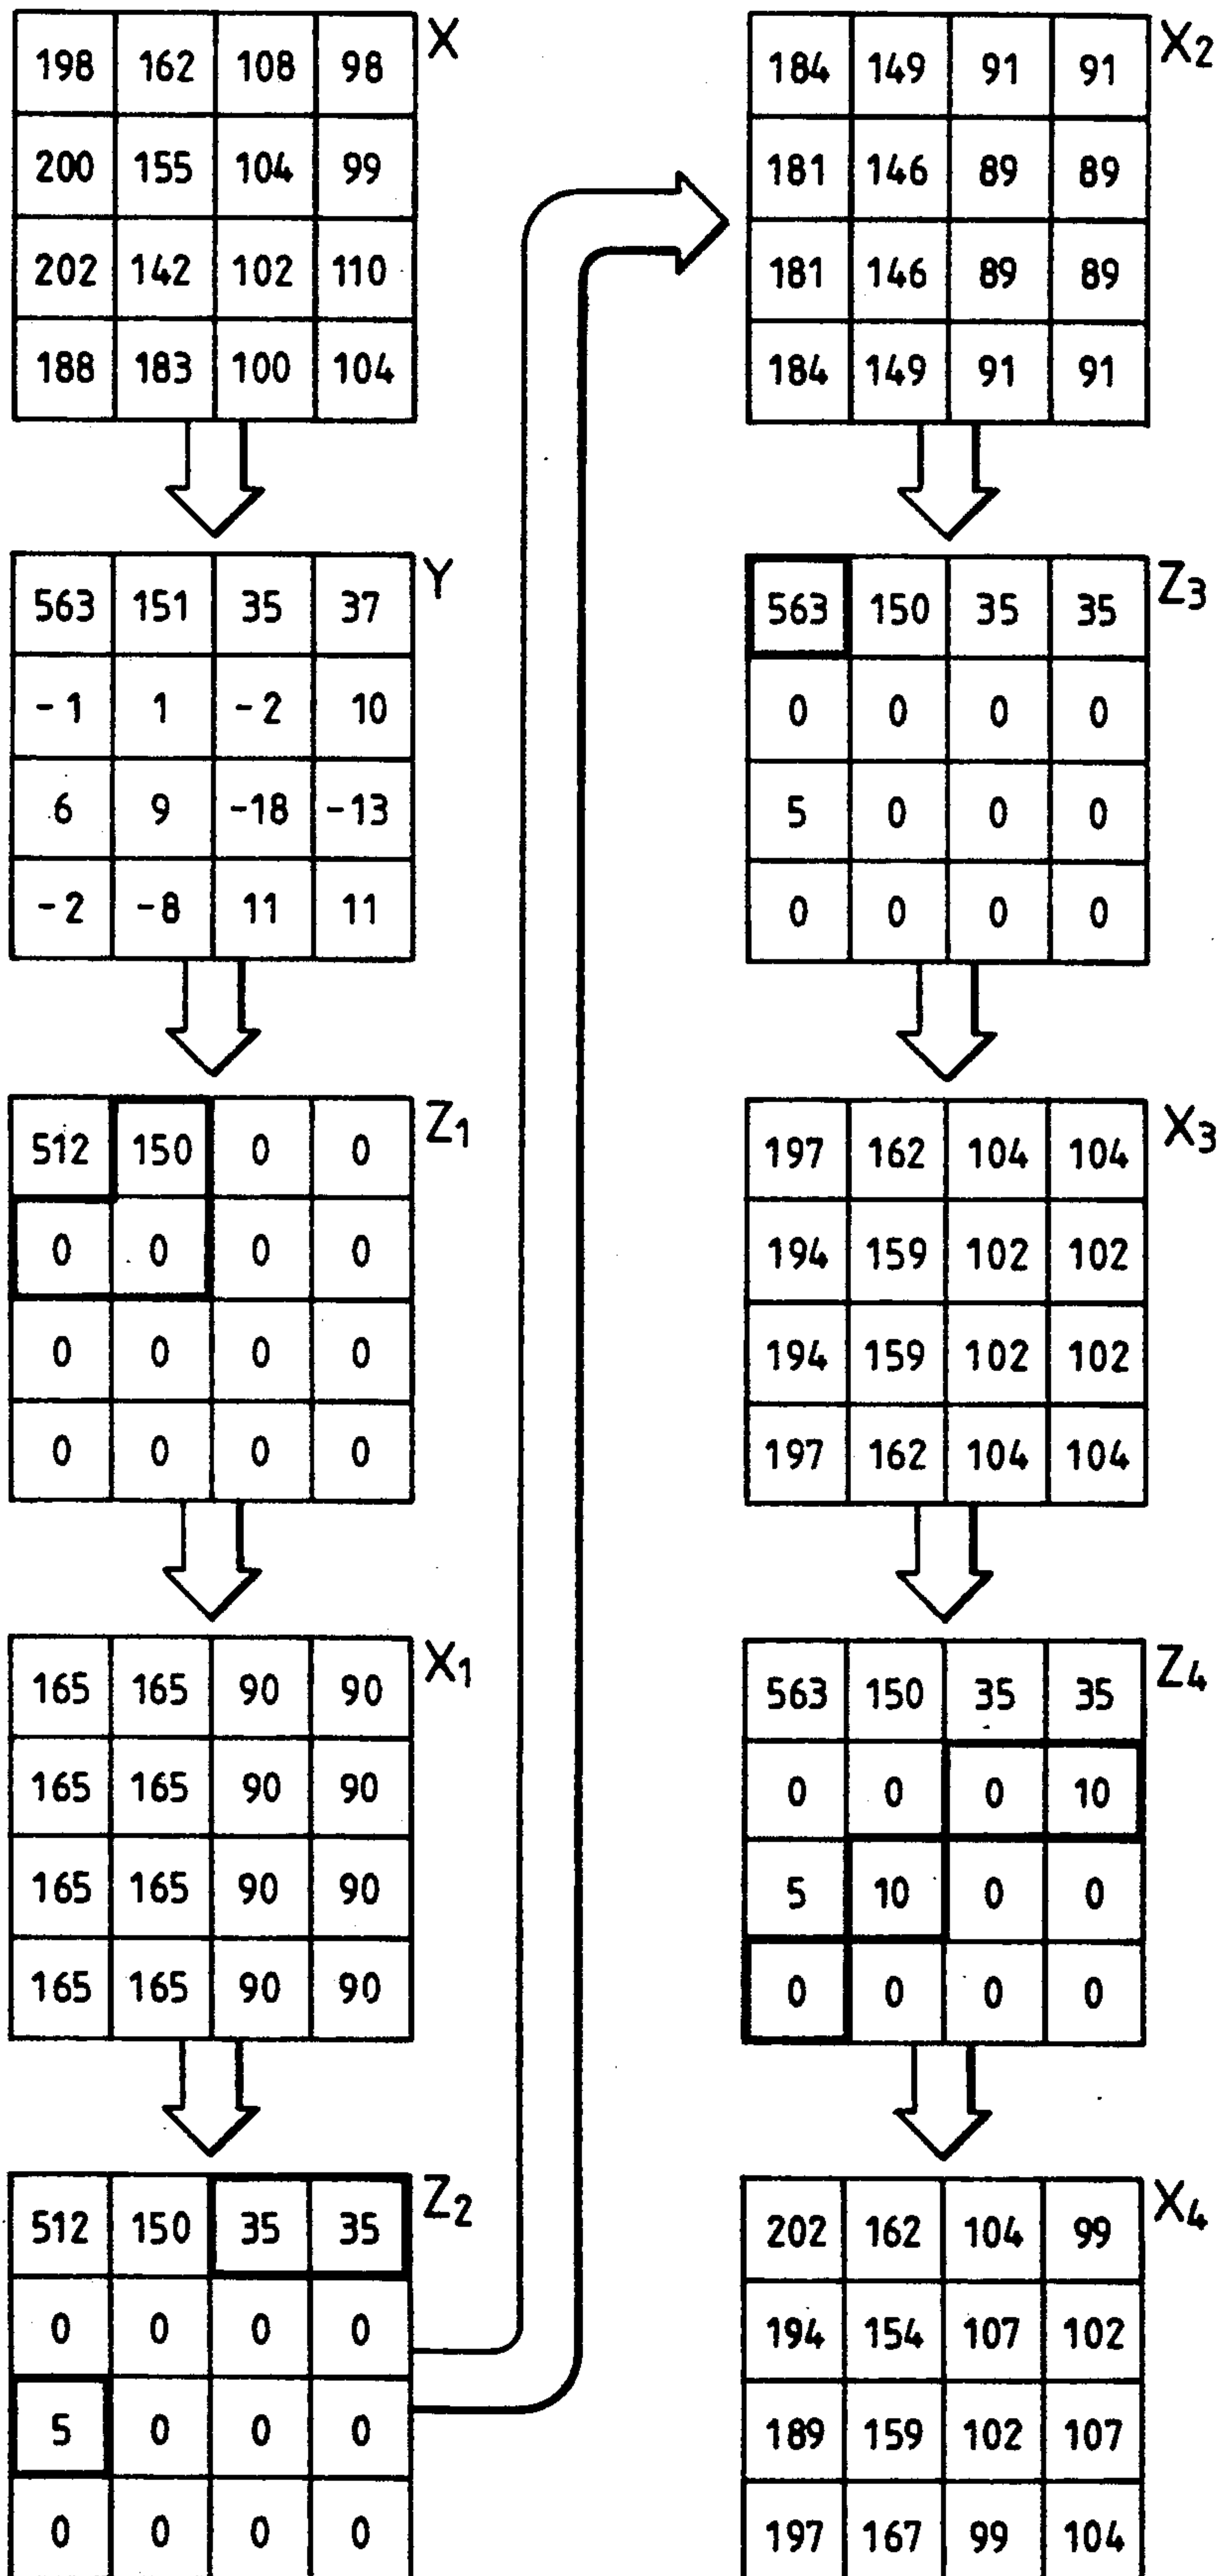 X
198 162 108 98
200 155 104 99
202 142 102 110
188 183 100 104
Y
563 151 35 37
-1 1 -2 10
6 9 -18 -13
-2 -8 11 11
Z1
512 150 0 0
0 0 0 0
0 0 0 0
0 0 0 0
X1
165 165 90 90
165 165 90 90
165 165 90 90
165 165 90 90
Z2
512 150 35 35
0 0 0 0
5 0 0 0
0 0 0 0
X2
184 149 91 91
181 146 89 89
181 146 89 89
184 149 91 91
Z3
563 150 35 35
0 0 0 0
5 0 0 0
0 0 0 0
X3
197 162 104 104
194 159 102 102
194 159 102 102
197 162 104 104
Z4
563 150 35 35
0 0 0 10
5 10 0 0
0 0 0 0
X4
202 162 104 99
194 154 107 102
189 159 102 107
197 167 99 104